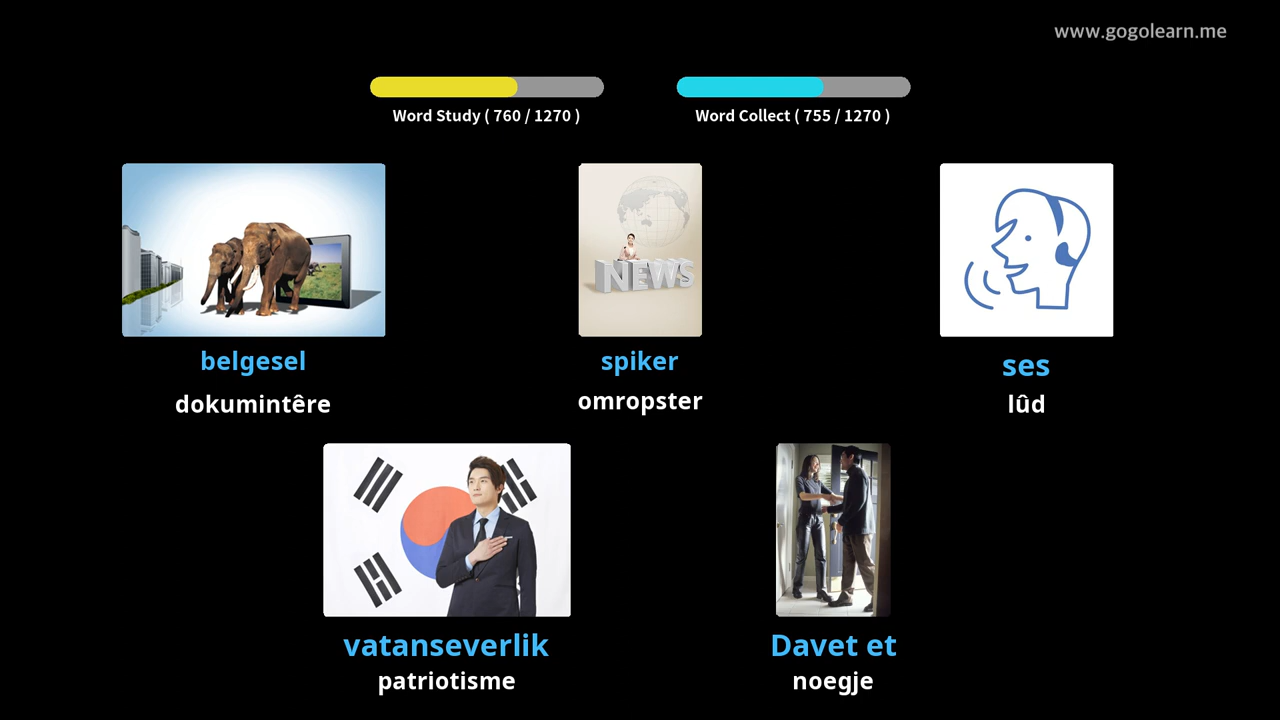 www.gogolearn.me
Word Study ( 760 / 1270 )
Word Collect ( 755 / 1270 )
NEWS
belgesel
spiker
ses
dokumintêre
omropster
lûd
vatanseverlik
Davet et
patriotisme
noegje